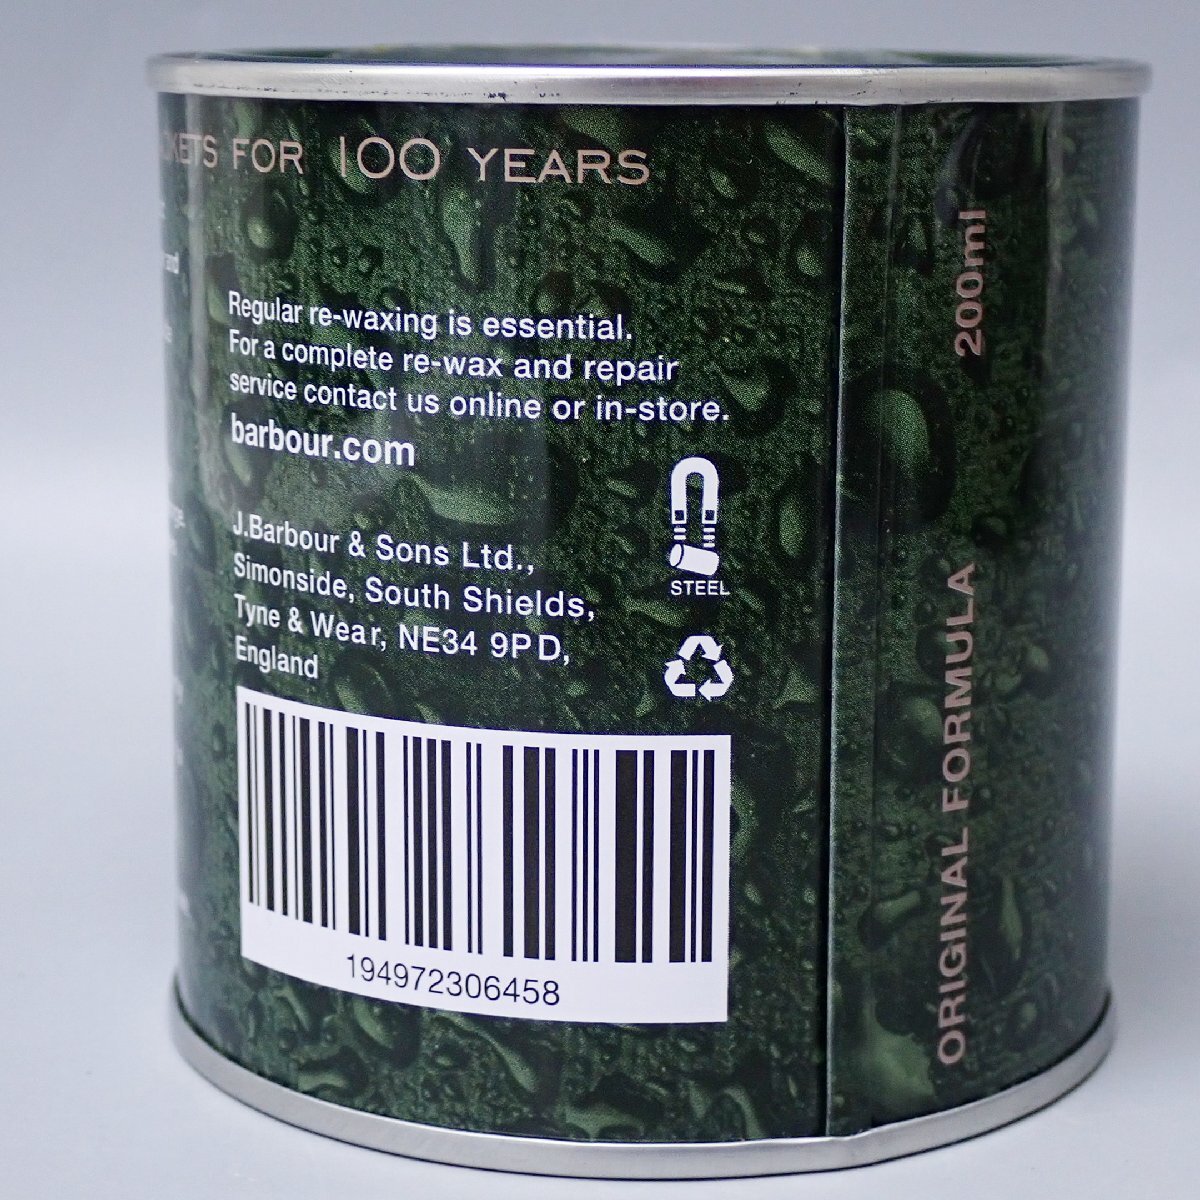 KETS FOR 100 YEARS
Regular re-waxing is essential.
For a complete re-wax and repair
service contact us online or in-store.
barbour.com
J.Barbour & Sons Ltd.,
Simonside, South Shields,
Tyne & Wear, NE34 9PD,
England
STEEL
194972306458
ORIGINAL FORMULA 200ml